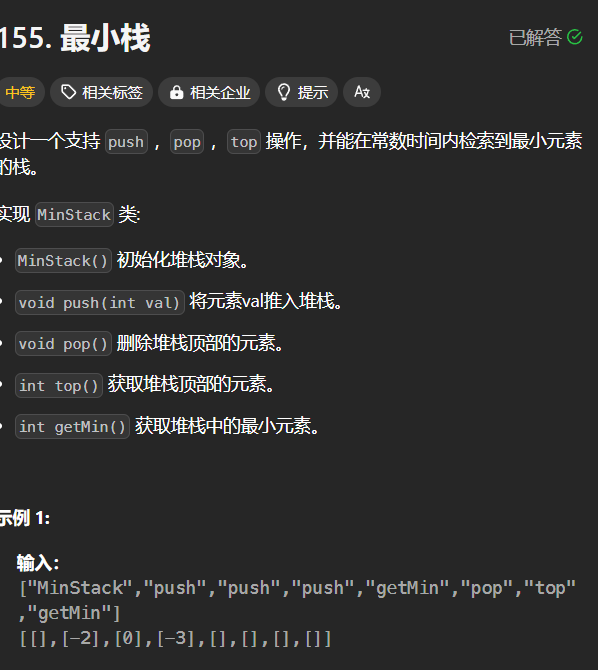 155. 最小栈
已解答
中等 相关标签 相关企业 提示
设计一个支持 push ，pop ，top 操作，并能在常数时间内检索到最小元素
的栈。
实现 MinStack 类:
MinStack() 初始化堆栈对象。
void push(int val) 将元素val推入堆栈。
void pop() 删除堆栈顶部的元素。
int top() 获取堆栈顶部的元素。
int getMin() 获取堆栈中的最小元素。
示例 1:
输入：
["MinStack","push","push","push","getMin","pop","top"
,"getMin"]
[[],[-2],[0],[-3],[],[],[],[]]